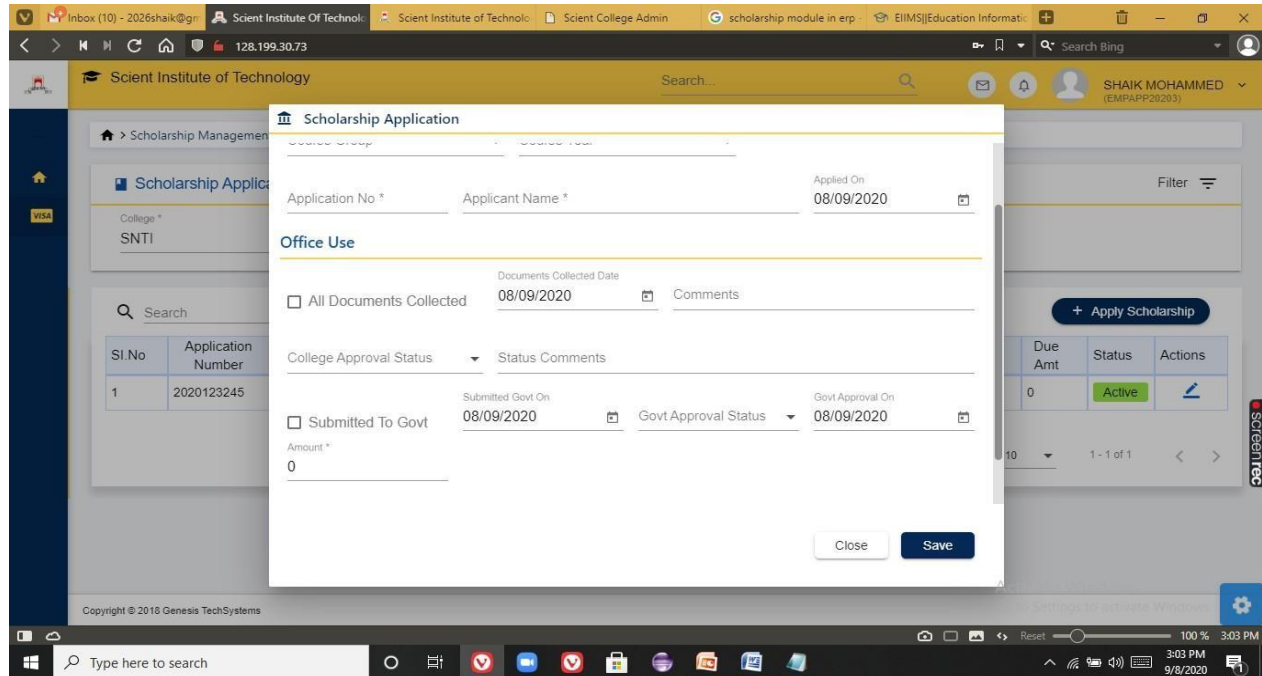 Inbox (10) - 2026shaik@gm
Scient Institute Of Technolo
Scient Institute of Technolo
Scient College Admin
scholarship module in erp -
EIIMS||Education Informatic
128.199.30.73
Search Bing
Scient Institute of Technology
Search...
SHAIK MOHAMMED
(EMPAPP20203)
> Scholarship Managemen
Scholarship Application
Course Group
Course Year
Scholarship Applica
Filter
College *
SNTI
Application No *
Applicant Name *
Applied On
08/09/2020
Office Use
All Documents Collected
Documents Collected Date
08/09/2020
Comments
Search
+ Apply Scholarship
Sl.No
Application Number
Due Amt
Status
Actions
1
2020123245
0
Active
College Approval Status
Status Comments
Submitted To Govt
Submitted Govt On
08/09/2020
Govt Approval Status
Govt Approval On
08/09/2020
Amount *
0
10
1 - 1 of 1
Close
Save
screenrec
Copyright © 2018 Genesis TechSystems
Reset
100 %
3:03 PM
Type here to search
3:03 PM
9/8/2020
VISA